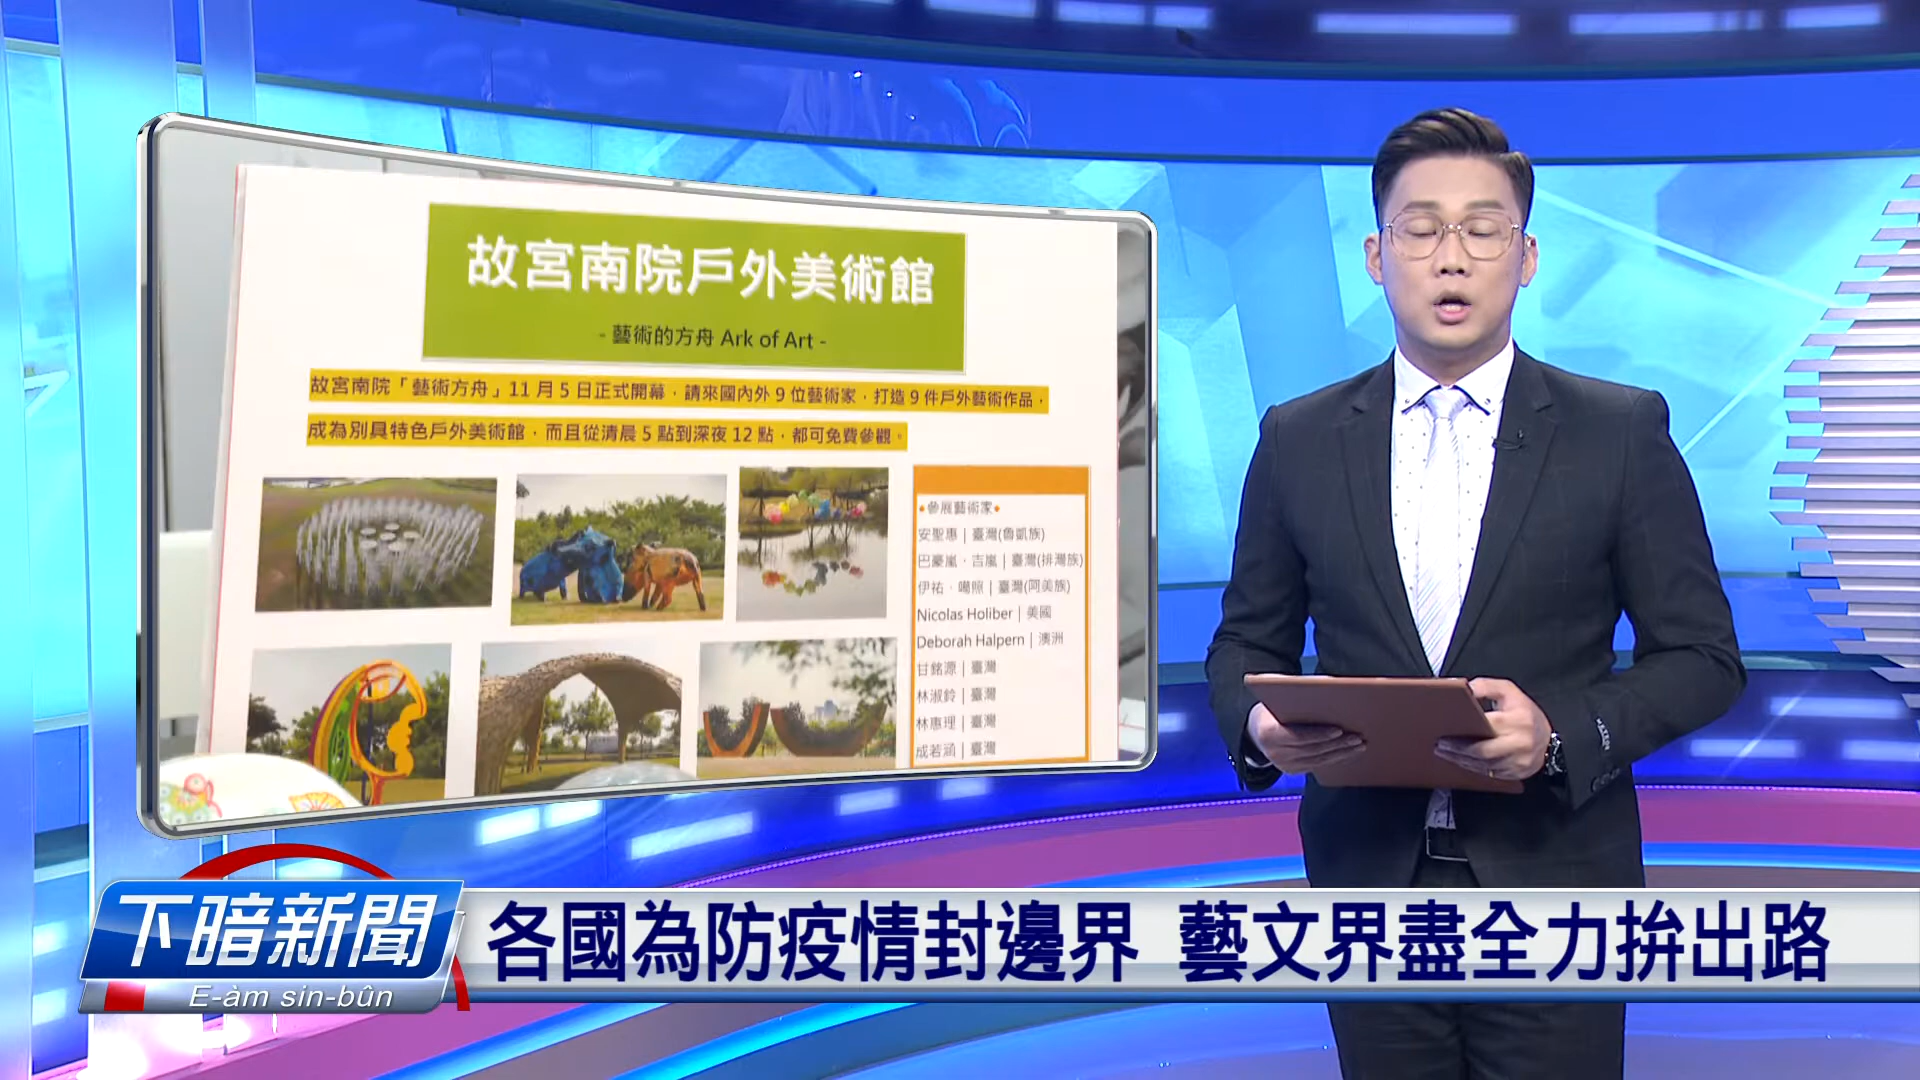 故宮南院戶外美術館
- 藝術的方舟 Ark of Art -
故宮南院「藝術方舟」11 月 5 日正式開幕，請來國內外 9 位藝術家，打造 9 件戶外藝術作品，
成為別具特色戶外美術館，而且從清晨 5 點到深夜 12 點，都可免費參觀。
參展藝術家
安聖惠｜臺灣(魯凱族)
巴豪嵐．吉嵐｜臺灣(排灣族)
伊祐．噶照｜臺灣(阿美族)
Nicolas Holiber｜美國
Deborah Halpern｜澳洲
甘銘源｜臺灣
林淑鈴｜臺灣
林惠理｜臺灣
成若涵｜臺灣
下暗新聞
E-àm sin-bûn
各國為防疫情封邊界 藝文界盡全力拚出路